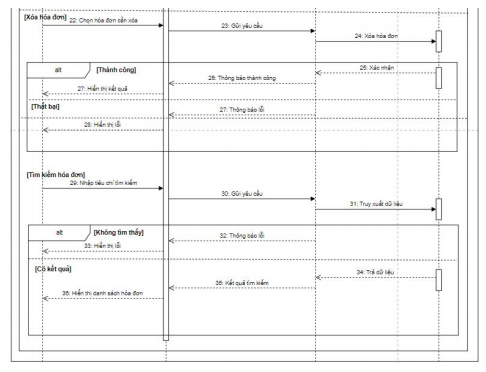 [Xóa hóa đơn]
22: Chọn hóa đơn cần xóa
23: Gửi yêu cầu
24: Xóa hóa đơn
alt
[Thành công]
25: Xác nhận
26: Thông báo thành công
27: Hiển thị kết quả
[Thất bại]
27: Thông báo lỗi
28: Hiển thị lỗi
[Tìm kiếm hóa đơn]
29: Nhập tiêu chí tìm kiếm
30: Gửi yêu cầu
31: Truy xuất dữ liệu
alt
[Không tìm thấy]
32: Thông báo lỗi
33: Hiển thị lỗi
[Có kết quả]
34: Trả dữ liệu
35: Kết quả tìm kiếm
36: Hiển thị danh sách hóa đơn